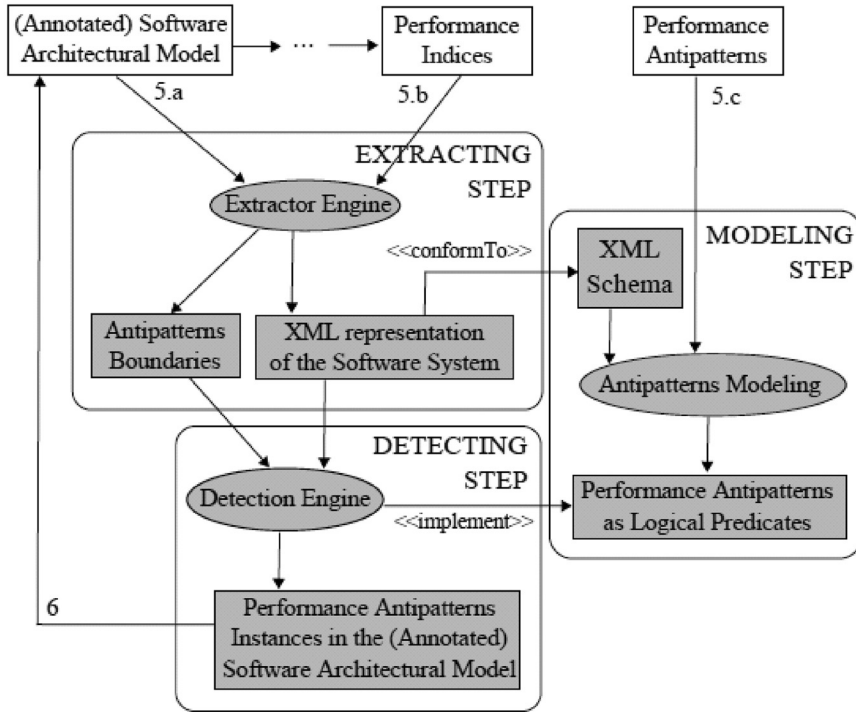 (Annotated) Software
Architectural Model
...
Performance
Indices
Performance
Antipatterns
5.a
5.b
5.c
EXTRACTING
STEP
Extractor Engine
<<conformTo>>
XML
Schema
MODELING
STEP
Antipatterns
Boundaries
XML representation
of the Software System
Antipatterns Modeling
DETECTING
STEP
Detection Engine
<<implement>>
Performance Antipatterns
as Logical Predicates
6
Performance Antipatterns
Instances in the (Annotated)
Software Architectural Model